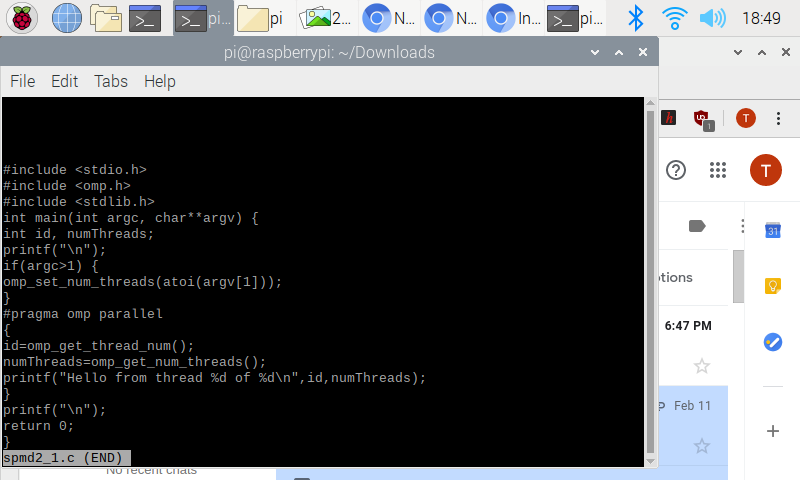 pi...
pi
2...
N...
N...
In...
pi...
18:49
pi@raspberrypi: ~/Downloads
File Edit Tabs Help
#include <stdio.h>
#include <omp.h>
#include <stdlib.h>
int main(int argc, char**argv) {
int id, numThreads;
printf("\n");
if(argc>1) {
omp_set_num_threads(atoi(argv[1]));
}
#pragma omp parallel
{
id=omp_get_thread_num();
numThreads=omp_get_num_threads();
printf("Hello from thread %d of %d\n",id,numThreads);
}
printf("\n");
return 0;
}
spmd2_1.c (END)
h
1
T
T
31
otions
6:47 PM
P Feb 11
No recent chats